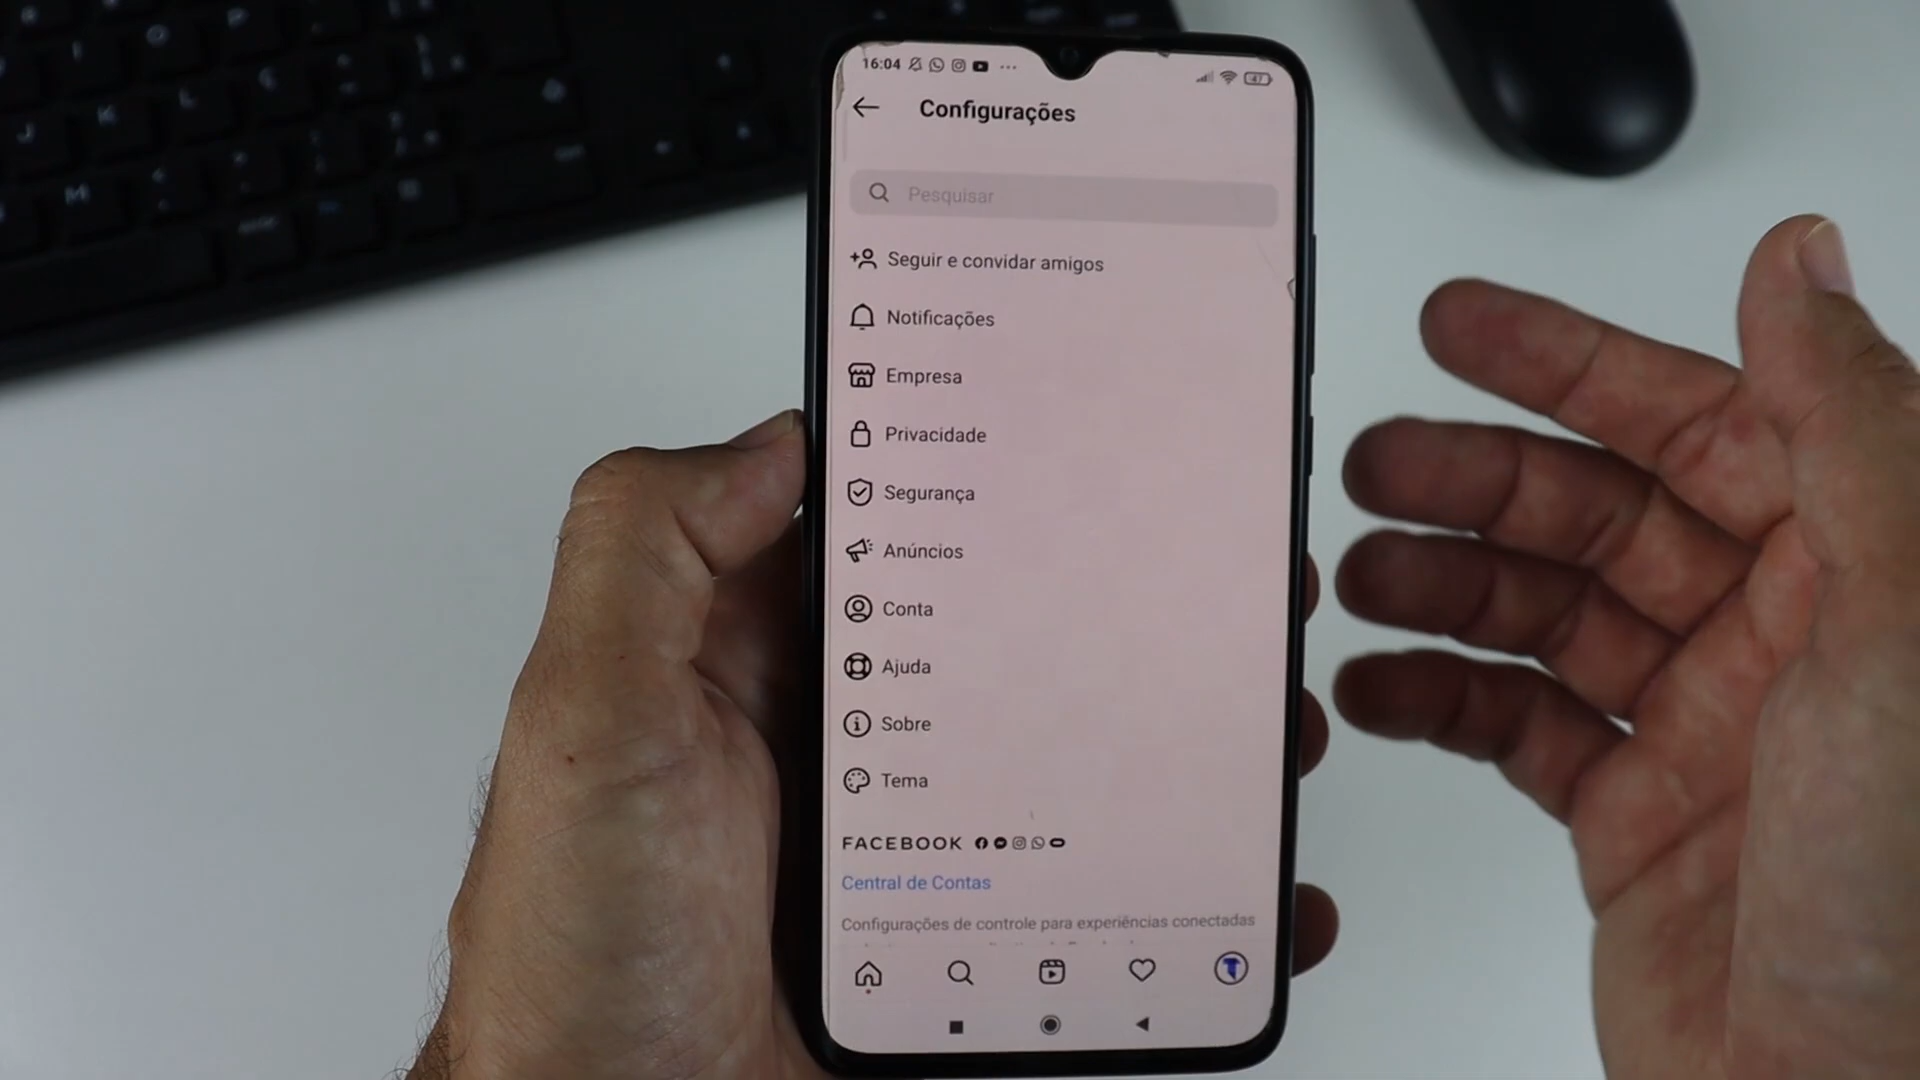 16:04
47
Configurações
Pesquisar
Seguir e convidar amigos
Notificações
Empresa
Privacidade
Segurança
Anúncios
Conta
Ajuda
Sobre
Tema
FACEBOOK
Central de Contas
Configurações de controle para experiências conectadas
J
K
L
M